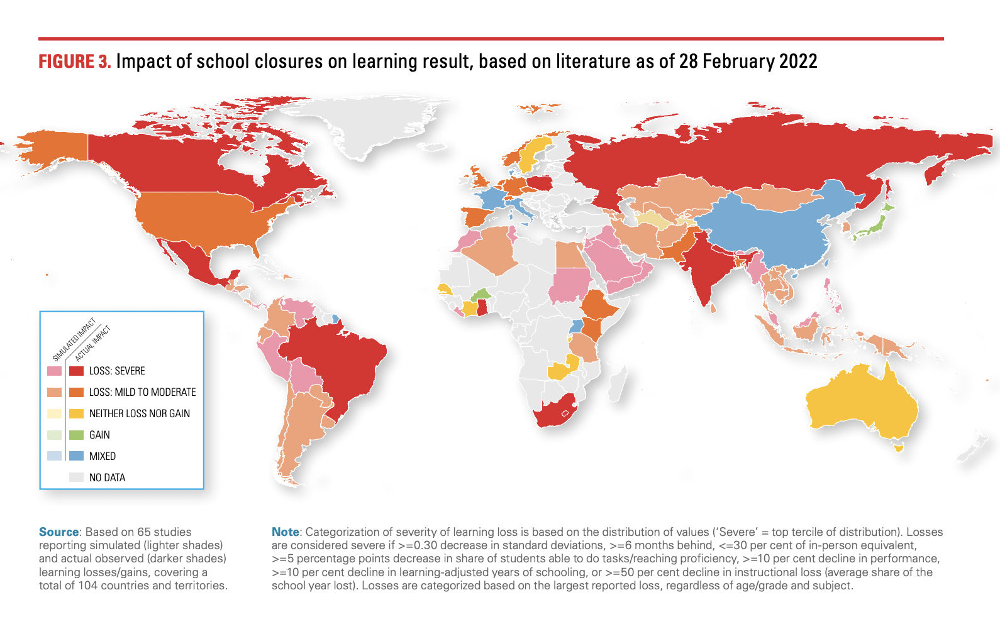 FIGURE 3. Impact of school closures on learning result, based on literature as of 28 February 2022
SIMULATED IMPACT
ACTUAL IMPACT
LOSS: SEVERE
LOSS: MILD TO MODERATE
NEITHER LOSS NOR GAIN
GAIN
MIXED
NO DATA
Source: Based on 65 studies
reporting simulated (lighter shades)
and actual observed (darker shades)
learning losses/gains, covering a
total of 104 countries and territories.
Note: Categorization of severity of learning loss is based on the distribution of values (‘Severe’ = top tercile of distribution). Losses
are considered severe if >=0.30 decrease in standard deviations, >=6 months behind, <=30 per cent of in-person equivalent,
>=5 percentage points decrease in share of students able to do tasks/reaching proficiency, >=10 per cent decline in performance,
>=10 per cent decline in learning-adjusted years of schooling, or >=50 per cent decline in instructional loss (average share of the
school year lost). Losses are categorized based on the largest reported loss, regardless of age/grade and subject.